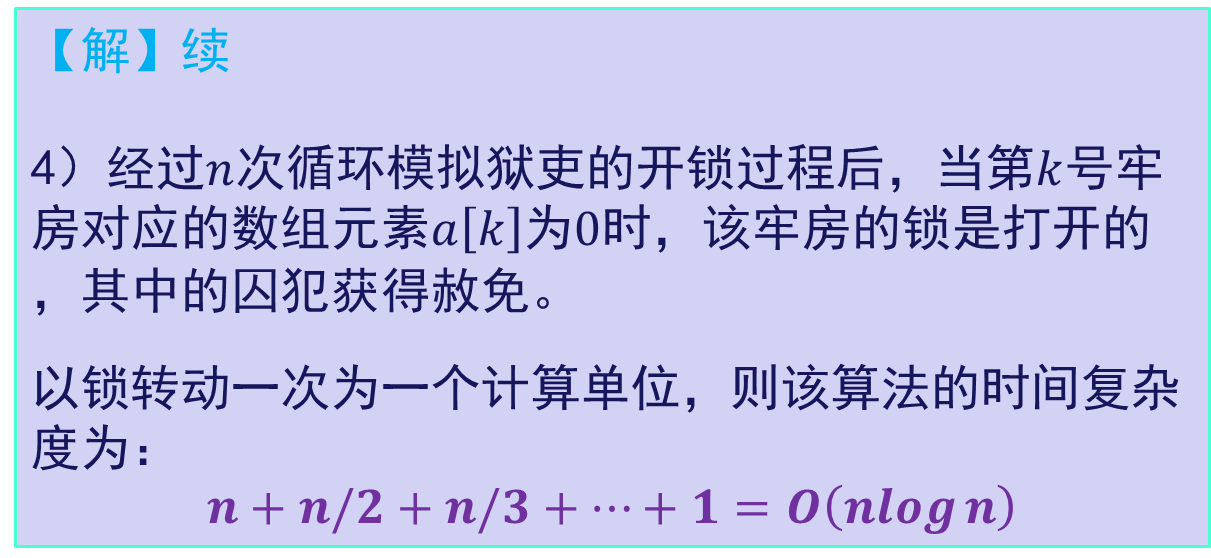 【解】续
4）经过n次循环模拟狱吏的开锁过程后，当第k号牢
房对应的数组元素a[k]为0时，该牢房的锁是打开的
，其中的囚犯获得赦免。
以锁转动一次为一个计算单位，则该算法的时间复杂
度为：
n + n/2 + n/3 + ⋯ + 1 = O(nlog n)